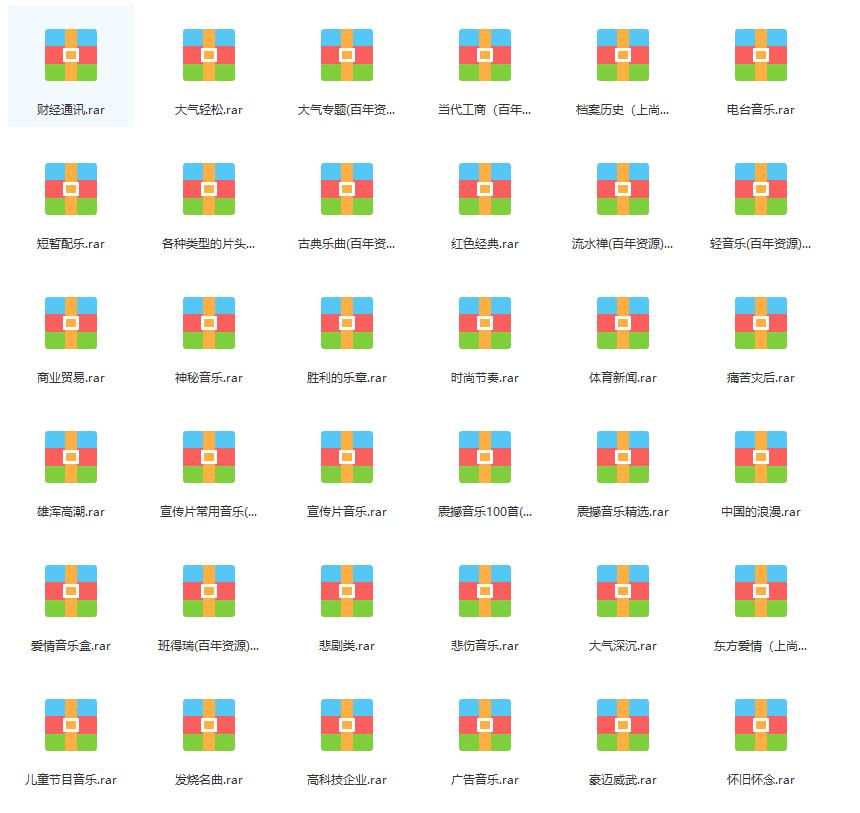 财经通讯.rar
大气轻松.rar
大气专题(百年资...
当代工商（百年...
档案历史（上尚...
电台音乐.rar
短暂配乐.rar
各种类型的片头...
古典乐曲(百年资...
红色经典.rar
流水禅(百年资源)...
轻音乐(百年资源)...
商业贸易.rar
神秘音乐.rar
胜利的乐章.rar
时尚节奏.rar
体育新闻.rar
痛苦灾后.rar
雄浑高潮.rar
宣传片常用音乐(...
宣传片音乐.rar
震撼音乐100首(...
震撼音乐精选.rar
中国的浪漫.rar
爱情音乐盒.rar
班得瑞(百年资源)...
悲剧类.rar
悲伤音乐.rar
大气深沉.rar
东方爱情（上尚...
儿童节目音乐.rar
发烧名曲.rar
高科技企业.rar
广告音乐.rar
豪迈威武.rar
怀旧怀念.rar